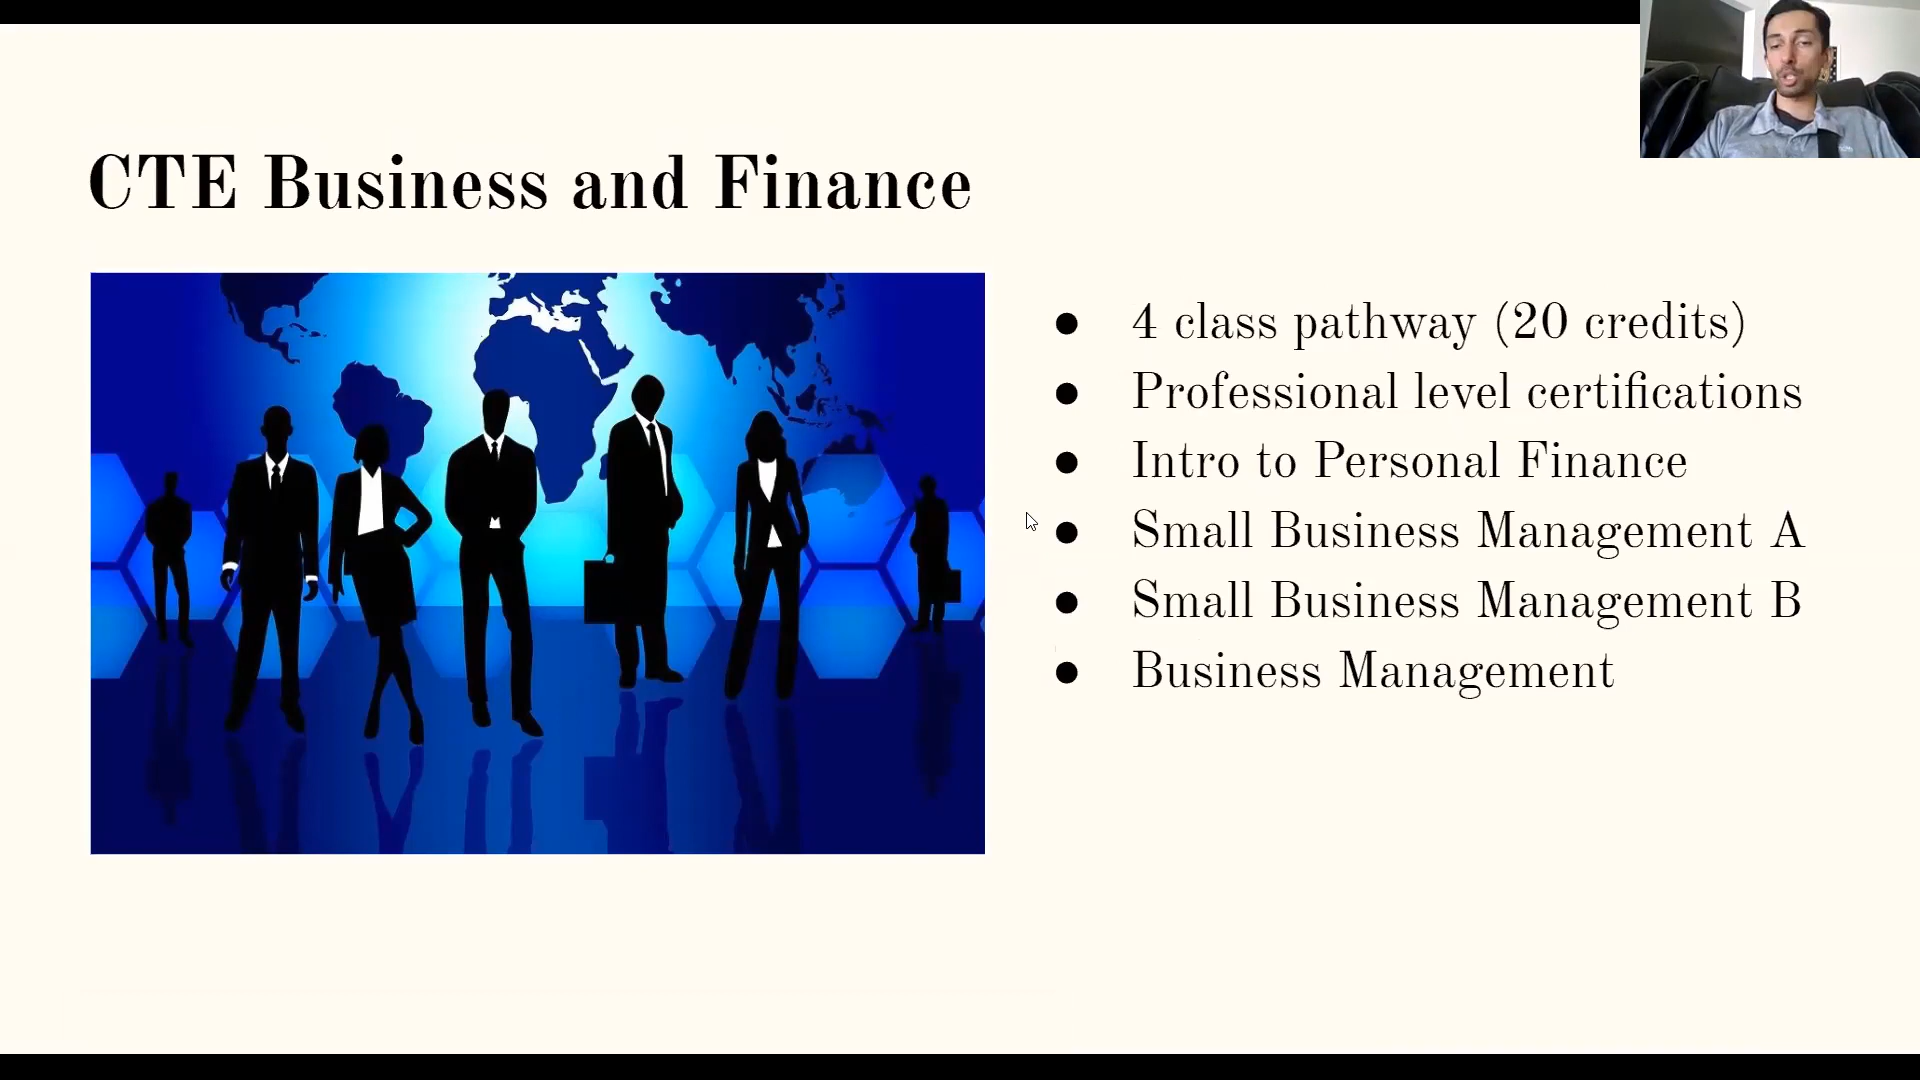 CTE Business and Finance
● 4 class pathway (20 credits)
● Professional level certifications
● Intro to Personal Finance
● Small Business Management A
● Small Business Management B
● Business Management